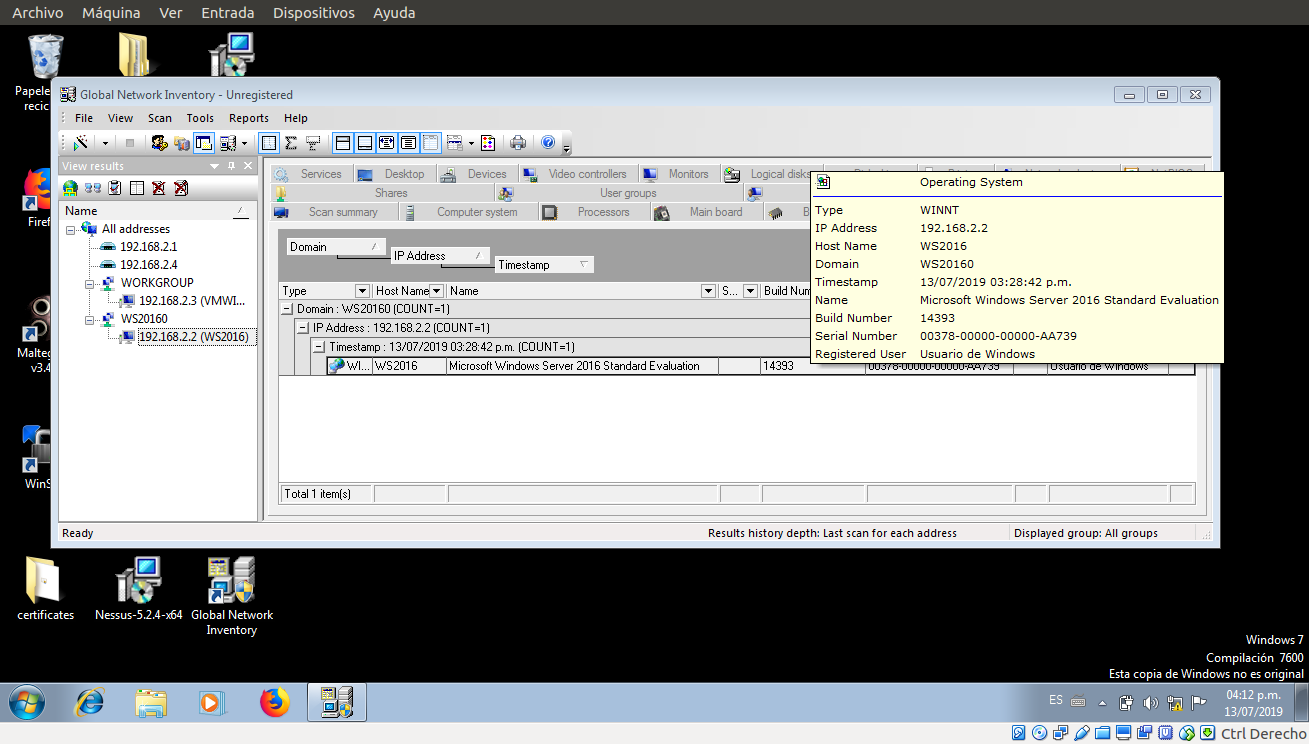 Archivo Máquina Ver Entrada Dispositivos Ayuda
Papele
recic
Global Network Inventory - Unregistered
File View Scan Tools Reports Help
View results
Name
All addresses
192.168.2.1
192.168.2.4
WORKGROUP
192.168.2.3 (VMWI...
WS20160
192.168.2.2 (WS2016)
Services Desktop Devices Video controllers Monitors Logical disks
Shares User groups
Scan summary Computer system Processors Main board B
Domain
IP Address
Timestamp
Type Host Name Name S... Build Num
Domain : WS20160 (COUNT=1)
IP Address : 192.168.2.2 (COUNT=1)
Timestamp : 13/07/2019 03:28:42 p.m. (COUNT=1)
WI... WS2016 Microsoft Windows Server 2016 Standard Evaluation 14393 00378-00000-00000-AA739 Usuario de Windows
Total 1 item(s)
Operating System
Type WINNT
IP Address 192.168.2.2
Host Name WS2016
Domain WS20160
Timestamp 13/07/2019 03:28:42 p.m.
Name Microsoft Windows Server 2016 Standard Evaluation
Build Number 14393
Serial Number 00378-00000-00000-AA739
Registered User Usuario de Windows
Ready Results history depth: Last scan for each address Displayed group: All groups
Firef
Malteg
v3.4
WinS
certificates Nessus-5.2.4-x64 Global Network
Inventory
Windows 7
Compilación 7600
Esta copia de Windows no es original
ES 04:12 p.m.
13/07/2019
Ctrl Derecho